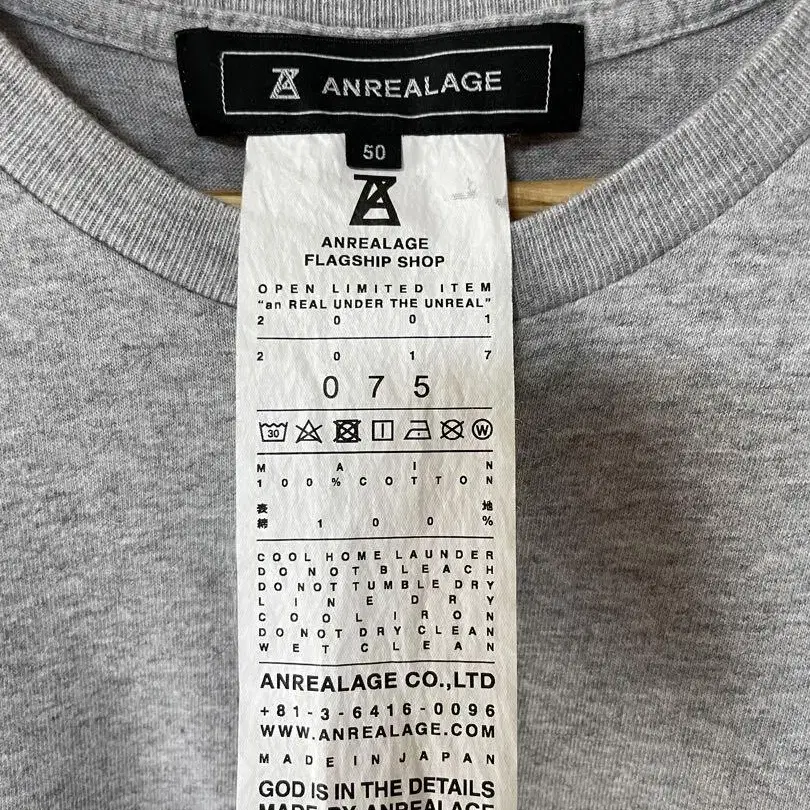 ANREALAGE
50
ANREALAGE
FLAGSHIP SHOP
OPEN LIMITED ITEM
"an REAL UNDER THE UNREAL"
2 0 0 1
2 0 1 7
0 7 5
30 W
M A I N
1 0 0 % C O T T O N
表 地
綿 1 0 0 %
COOL HOME LAUNDER
DO NOT BLEACH
DO NOT TUMBLE DRY
LINE DRY
COOL IRON
DO NOT DRY CLEAN
WET CLEAN
ANREALAGE CO.,LTD
+81-3-6416-0096
WWW.ANREALAGE.COM
MADE IN JAPAN
GOD IS IN THE DETAILS
MADE BY ANREALAGE